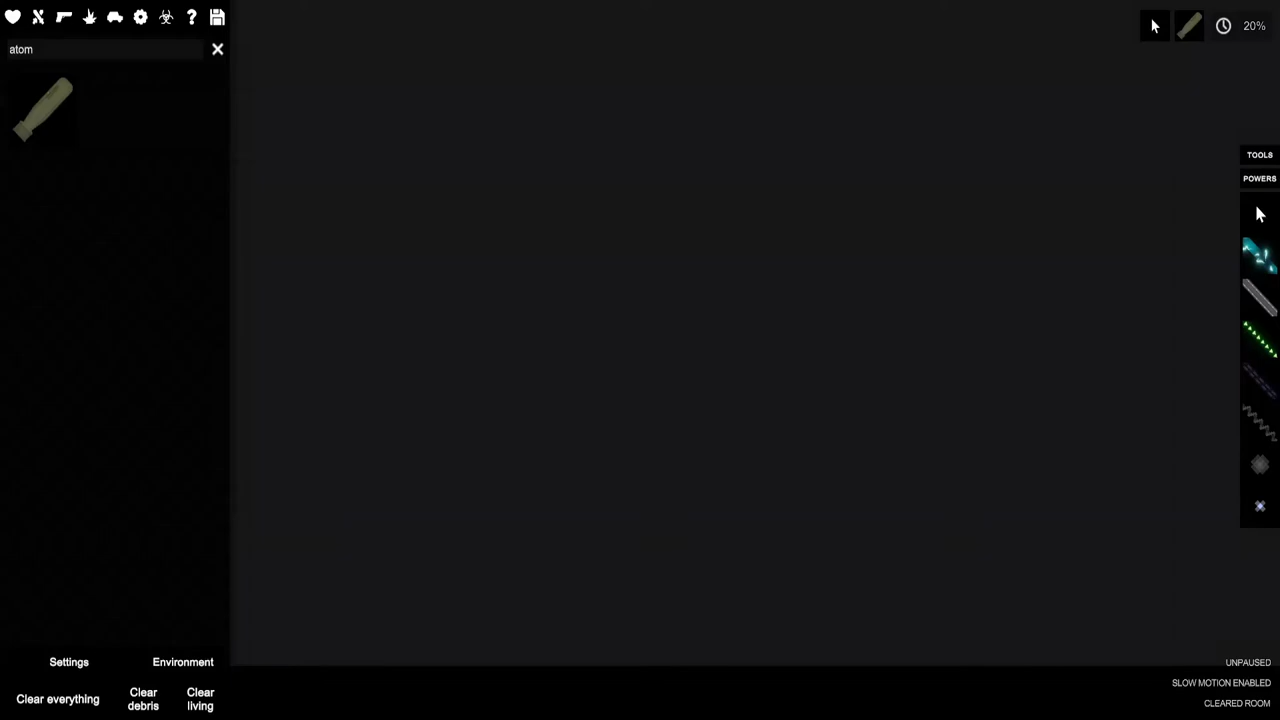 atom
20%
TOOLS
POWERS
Settings
Environment
Clear everything
Clear
debris
Clear
living
UNPAUSED
SLOW MOTION ENABLED
CLEARED ROOM